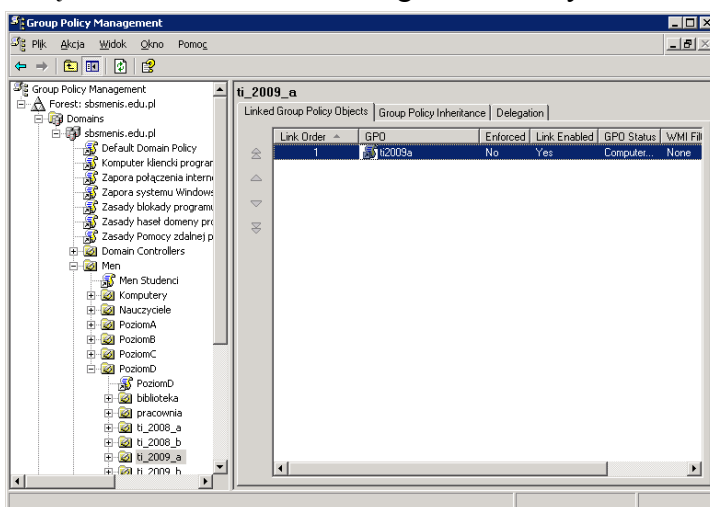 Group Policy Management
Plik Akcja Widok Okno Pomoc
Group Policy Management
Forest: sbsmenis.edu.pl
Domains
sbsmenis.edu.pl
Default Domain Policy
Komputer kliencki program
Zapora połączenia interne
Zapora systemu Windows
Zasady blokady programu
Zasady haseł domeny pro
Zasady Pomocy zdalnej p
Domain Controllers
Men
Men Studenci
Komputery
Nauczyciele
PoziomA
PoziomB
PoziomC
PoziomD
PoziomD
biblioteka
pracownia
ti_2008_a
ti_2008_b
ti_2009_a
ti_2009_b
ti_2009_a
Linked Group Policy Objects Group Policy Inheritance Delegation
Link Order GPO Enforced Link Enabled GPO Status WMI Filt
1 ti2009a No Yes Computer... None